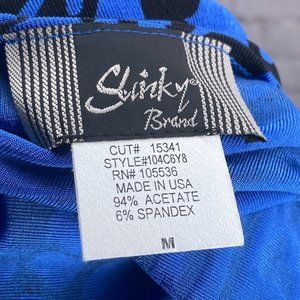 Slinky
Brand
CUT# 15341
STYLE#104C6Y8
RN# 105536
MADE IN USA
94% ACETATE
6% SPANDEX
M